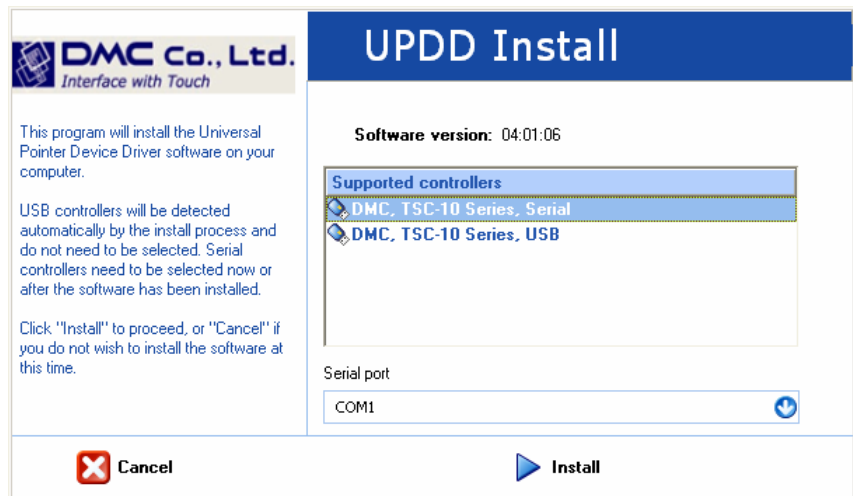 DMC Co., Ltd.
Interface with Touch
UPDD Install
This program will install the Universal
Pointer Device Driver software on your
computer.
USB controllers will be detected
automatically by the install process and
do not need to be selected. Serial
controllers need to be selected now or
after the software has been installed.
Click "Install" to proceed, or "Cancel" if
you do not wish to install the software at
this time.
Software version: 04:01:06
Supported controllers
DMC, TSC-10 Series, Serial
DMC, TSC-10 Series, USB
Serial port
COM1
Cancel
Install